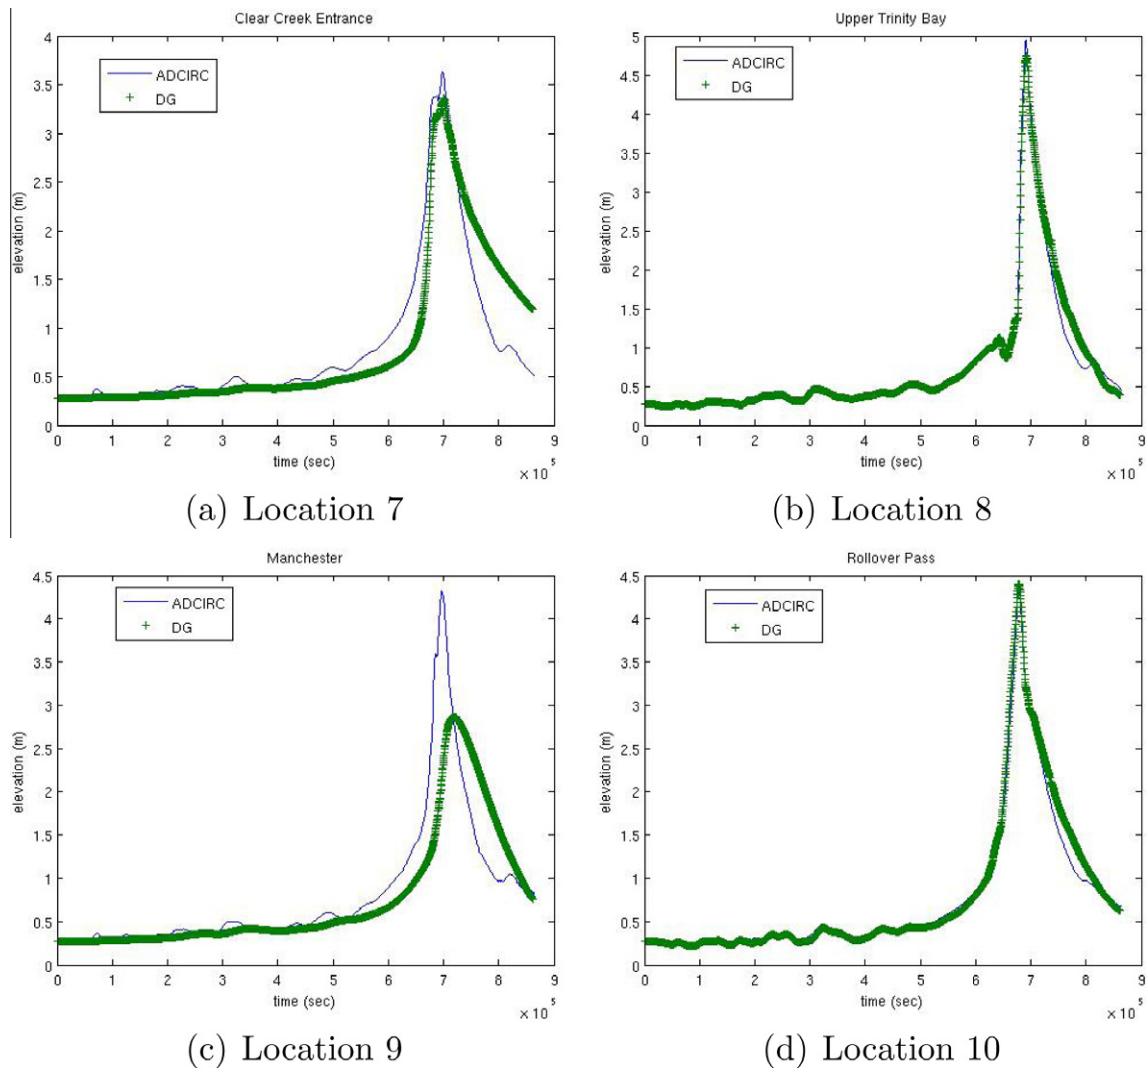 Clear Creek Entrance
4
3.5
3
2.5
2
1.5
1
0.5
0
elevation (m)
ADCIRC
DG
0 1 2 3 4 5 6 7 8 9
time (sec)
× 10 5
(a) Location 7
Upper Trinity Bay
5
4.5
4
3.5
3
2.5
2
1.5
1
0.5
0
elevation (m)
ADCIRC
DG
0 1 2 3 4 5 6 7 8 9
time (sec)
× 10 5
(b) Location 8
Manchester
4.5
4
3.5
3
2.5
2
1.5
1
0.5
0
elevation (m)
ADCIRC
DG
0 1 2 3 4 5 6 7 8 9
time (sec)
× 10 5
(c) Location 9
Rollover Pass
4.5
4
3.5
3
2.5
2
1.5
1
0.5
0
elevation (m)
ADCIRC
DG
0 1 2 3 4 5 6 7 8 9
time (sec)
× 10 5
(d) Location 10